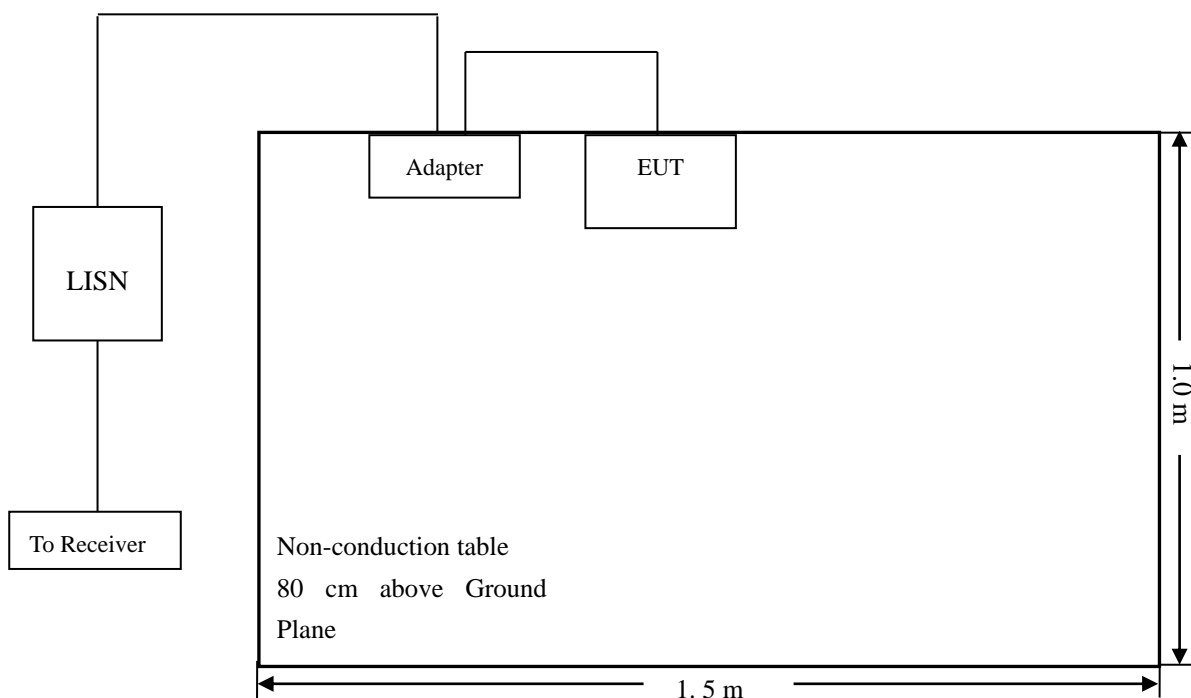 Adapter
EUT
LISN
1.0 m
To Receiver
Non-conduction table
80 cm above Ground
Plane
1. 5 m